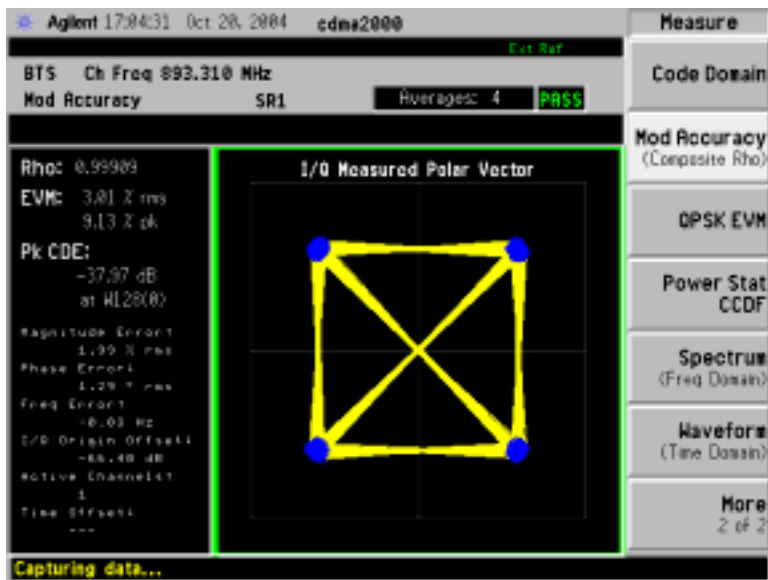 Agilent 17:04:31 Oct 20, 2004 cdma2000
Ext Ref
BTS Ch Freq 893.310 MHz
Mod Accuracy SR1 Averages: 4 PASS
Rho: 0.99909
EVM: 3.01 % rms
9.13 % pk
Pk CDE:
-37.97 dB
at W128(0)
Magnitude Error:
1.99 % rms
Phase Error:
1.29 ° rms
Freq Error:
-0.03 Hz
I/Q Origin Offset:
dB
Active Channels:
1
Time Offset:
---
I/Q Measured Polar Vector
Capturing data...
Measure
Code Domain
Mod Accuracy
(Composite Rho)
QPSK EVM
Power Stat
CCDF
Spectrum
(Freq Domain)
Waveform
(Time Domain)
More
2 of 2